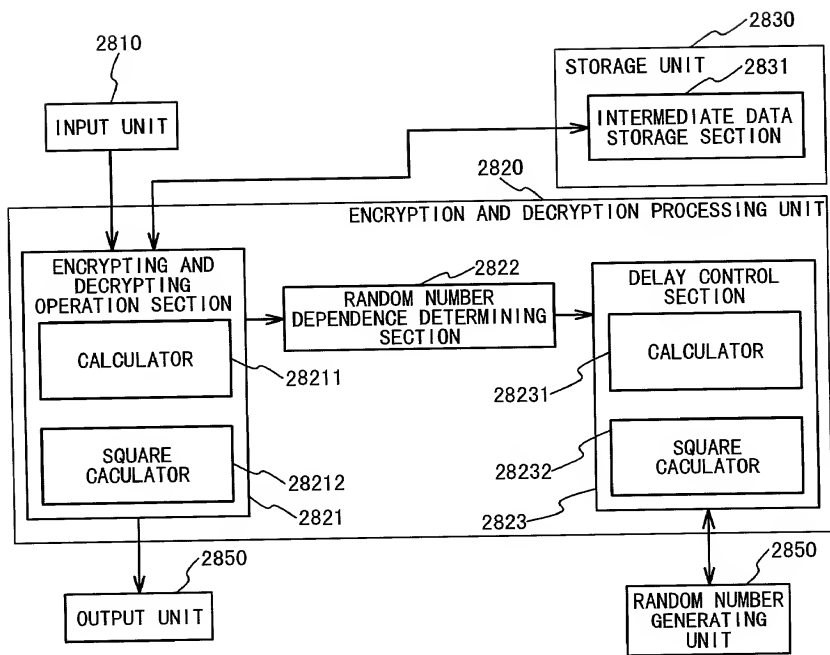 2810
INPUT UNIT
2830
STORAGE UNIT
2831
INTERMEDIATE DATA
STORAGE SECTION
2820
ENCRYPTION AND DECRYPTION PROCESSING UNIT
ENCRYPTING AND
DECRYPTING
OPERATION SECTION
CALCULATOR
28211
SQUARE
CACULATOR
28212
2821
2822
RANDOM NUMBER
DEPENDENCE DETERMINING
SECTION
DELAY CONTROL
SECTION
CALCULATOR
28231
SQUARE
CACULATOR
28232
2823
2850
OUTPUT UNIT
2850
RANDOM NUMBER
GENERATING
UNIT